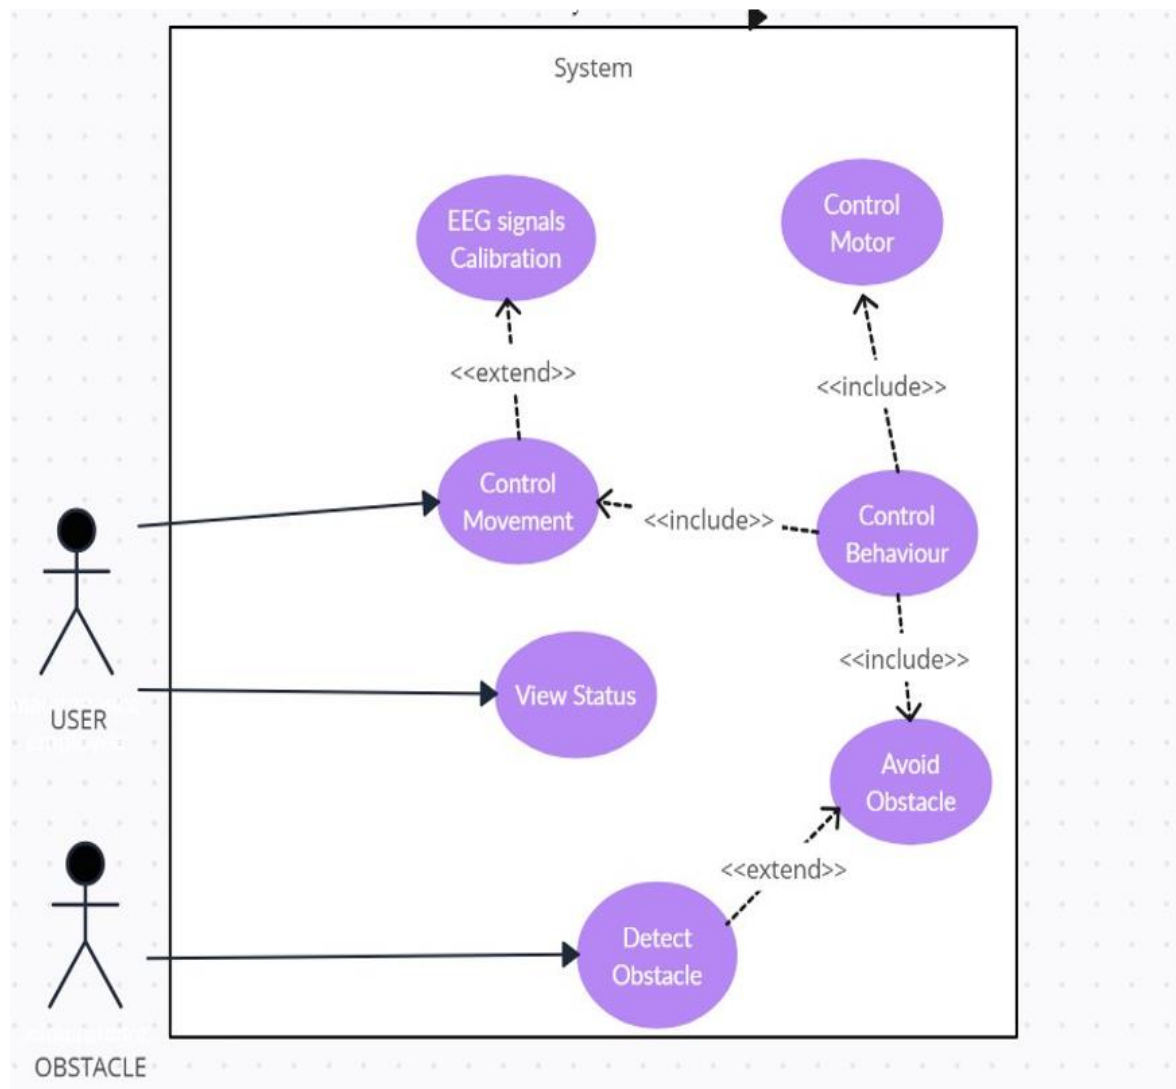 System
EEG signals
Calibration
Control
Motor
<<extend>>
<<include>>
Control
Movement
<<include>>
Control
Behaviour
<<include>>
View Status
USER
Avoid
Obstacle
<<extend>>
Detect
Obstacle
OBSTACLE